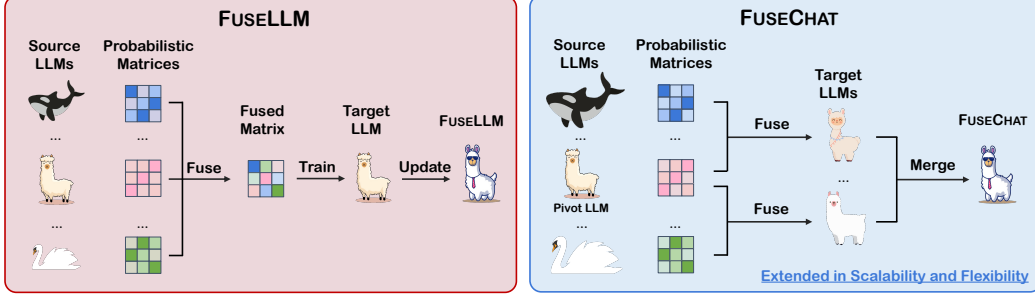 FUSELLM
Source
LLMs
Probabilistic
Matrices
...
...
Fused
Matrix
Target
LLM
FUSELLM
Fuse
Train
Update
...
...
FUSECHAT
Source
LLMs
Probabilistic
Matrices
Target
LLMs
...
...
Fuse
FUSECHAT
Pivot LLM
...
Merge
...
...
Fuse
Extended in Scalability and Flexibility